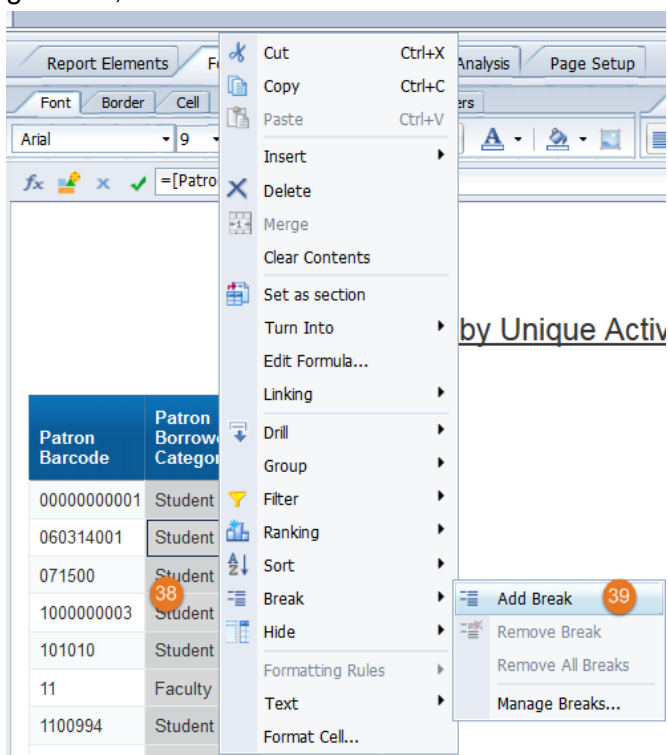 Report Elements Analysis Page Setup
Font Border Cell
Arial 9 A
fx =[Patro
Cut Ctrl+X
Copy Ctrl+C
Paste Ctrl+V
Insert
Delete
Merge
Clear Contents
Set as section
Turn Into
Edit Formula...
Linking
Drill
Group
Filter
Ranking
Sort
Break
Hide
Formatting Rules
Text
Format Cell...
Add Break 39
Remove Break
Remove All Breaks
Manage Breaks...
by Unique Activ
Patron Barcode
Patron Borrowe Categor
00000000001 Student
060314001 Student
071500 Student
38
1000000003 Student
101010 Student
11 Faculty
1100994 Student